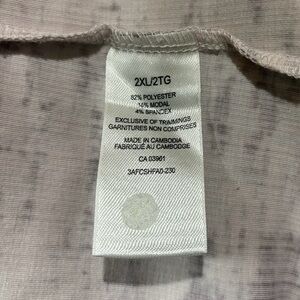 2XL/2TG
82% POLYESTER
14% MODAL
4% SPANDEX
EXCLUSIVE OF TRIMMINGS
GARNITURES NON COMPRISES
MADE IN CAMBODIA
FABRIQUÉ AU CAMBODGE
CA 03961
3AFCSHFA0-230